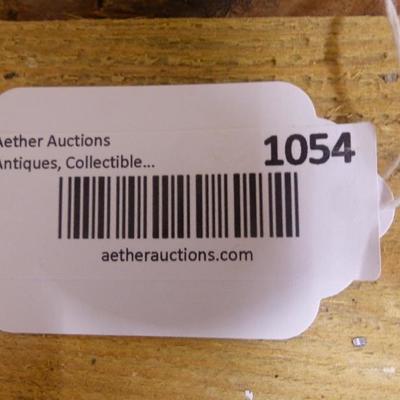 Aether Auctions
Antiques, Collectible...
1054
aetherauctions.com